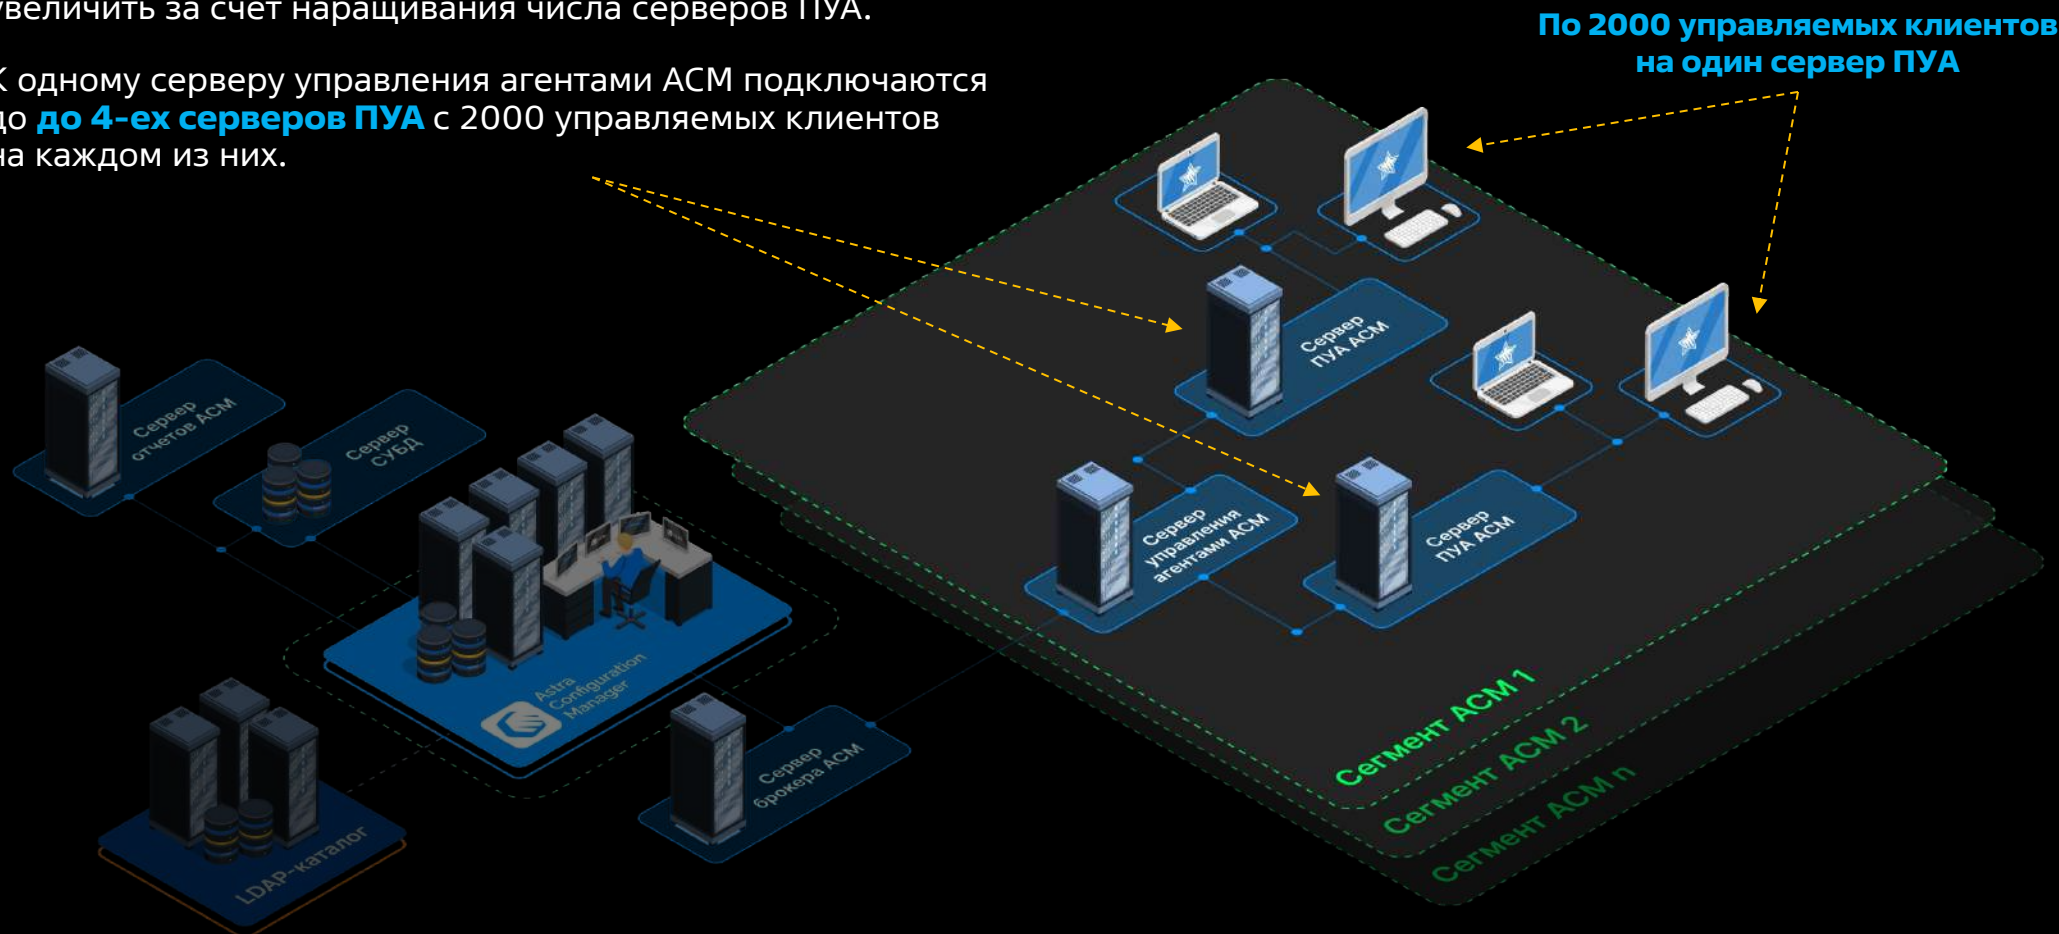 увеличить за счет наращивания числа серверов ПУА.
К одному серверу управления агентами АСМ подключаются
до до 4-ех серверов ПУА с 2000 управляемых клиентов
на каждом из них.
По 2000 управляемых клиентов
на один сервер ПУА
Сервер
ПУА АСМ
Сервер
отчетов АСМ
Сервер
СУБД
Сервер
управления
агентами АСМ
Сервер
ПУА АСМ
Astra
Configuration
Manager
Сервер
брокера АСМ
LDAP-каталог
Сегмент АСМ 1
Сегмент АСМ 2
Сегмент АСМ n